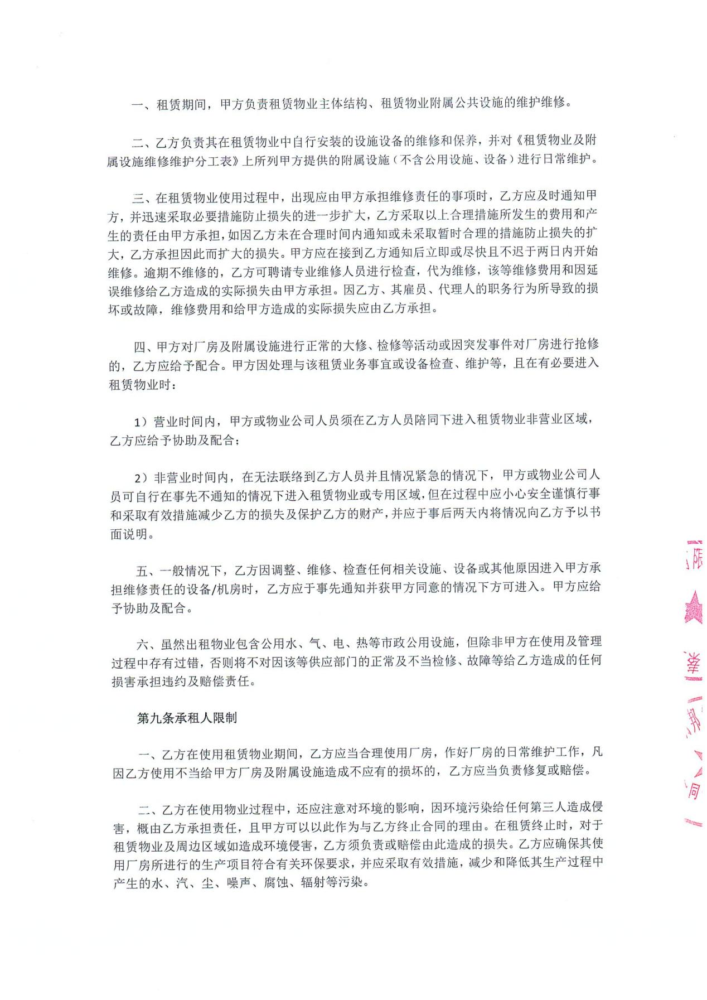 一、租赁期间，甲方负责租赁物业主体结构、租赁物业附属公共设施的维护维修。
二、乙方负责其在租赁物业中自行安装的设施设备的维修和保养，并对《租赁物业及附
属设施维修维护分工表》上所列甲方提供的附属设施（不含公用设施、设备）进行日常维护。
三、在租赁物业使用过程中，出现应由甲方承担维修责任的事项时，乙方应及时通知甲
方，并迅速采取必要措施防止损失的进一步扩大，乙方采取以上合理措施所发生的费用和产
生的责任由甲方承担，如因乙方未在合理时间内通知或未采取暂时合理的措施防止损失的扩
大，乙方承担因此而扩大的损失。甲方应在接到乙方通知后立即或尽快且不迟于两日内开始
维修。逾期不维修的，乙方可聘请专业维修人员进行检查，代为维修，该等维修费用和因延
误维修给乙方造成的实际损失由甲方承担。因乙方、其雇员、代理人的职务行为所导致的损
坏或故障，维修费用和给甲方造成的实际损失应由乙方承担。
四、甲方对厂房及附属设施进行正常的大修、检修等活动或因突发事件对厂房进行抢修
的，乙方应给予配合。甲方因处理与该租赁业务事宜或设备检查、维护等，且在有必要进入
租赁物业时：
1）营业时间内，甲方或物业公司人员须在乙方人员陪同下进入租赁物业非营业区域，
乙方应给予协助及配合；
2）非营业时间内，在无法联络到乙方人员并且情况紧急的情况下，甲方或物业公司人
员可自行在事先不通知的情况下进入租赁物业或专用区域，但在过程中应小心安全谨慎行事
和采取有效措施减少乙方的损失及保护乙方的财产，并应于事后两天内将情况向乙方予以书
面说明。
五、一般情况下，乙方因调整、维修、检查任何相关设施、设备或其他原因进入甲方承
担维修责任的设备/机房时，乙方应于事先通知并获甲方同意的情况下方可进入。甲方应给
予协助及配合。
六、虽然出租物业包含公用水、气、电、热等市政公用设施，但除非甲方在使用及管理
过程中存有过错，否则将不对因该等供应部门的正常及不当检修、故障等给乙方造成的任何
损害承担违约及赔偿责任。
第九条承租人限制
一、乙方在使用租赁物业期间，乙方应当合理使用厂房，作好厂房的日常维护工作，凡
因乙方使用不当给甲方厂房及附属设施造成不应有的损坏的，乙方应当负责修复或赔偿。
二、乙方在使用物业过程中，还应注意对环境的影响，因环境污染给任何第三人造成侵
害，概由乙方承担责任，且甲方可以以此作为与乙方终止合同的理由。在租赁终止时，对于
租赁物业及周边区域如造成环境侵害，乙方须负责或赔偿由此造成的损失。乙方应确保其使
用厂房所进行的生产项目符合有关环保要求，并应采取有效措施，减少和降低其生产过程中
产生的水、汽、尘、噪声、腐蚀、辐射等污染。
限
同